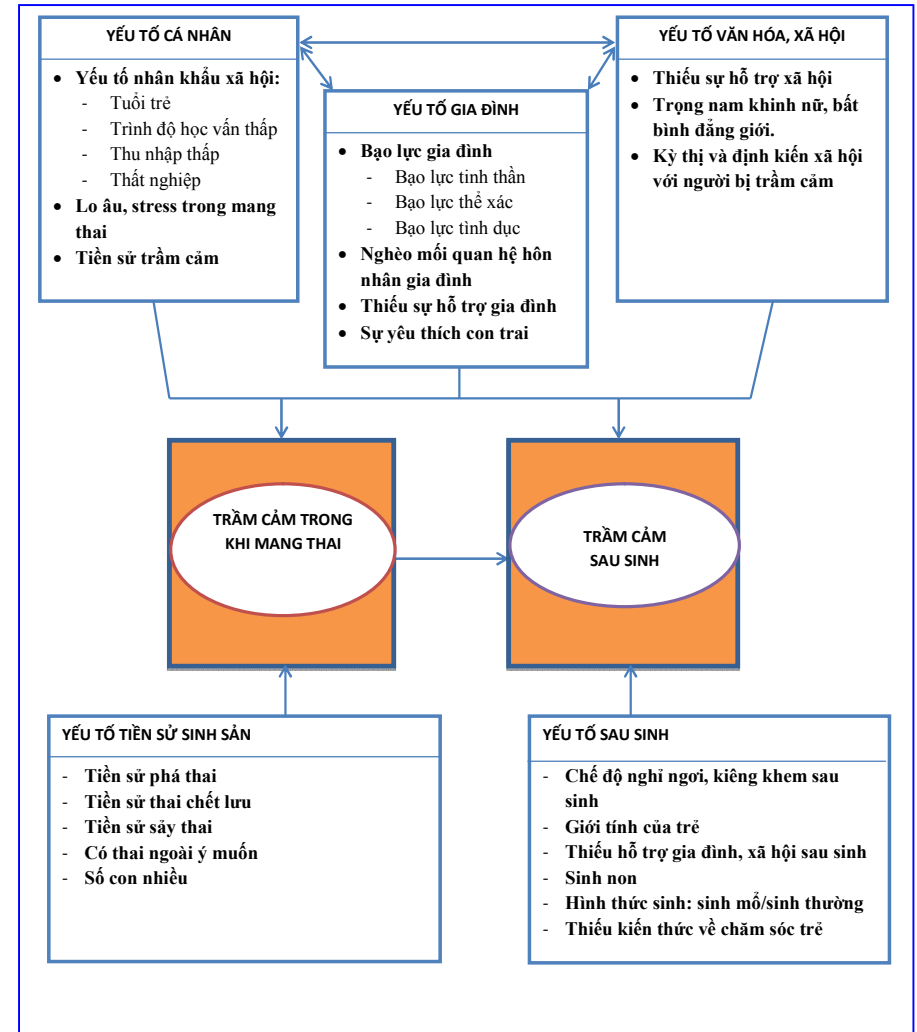 YẾU TỐ CÁ NHÂN
• Yếu tố nhân khẩu xã hội:
- Tuổi trẻ
- Trình độ học vấn thấp
- Thu nhập thấp
- Thất nghiệp
• Lo âu, stress trong mang
thai
• Tiền sử trầm cảm
YẾU TỐ GIA ĐÌNH
• Bạo lực gia đình
- Bạo lực tinh thần
- Bạo lực thể xác
- Bạo lực tình dục
• Nghèo mối quan hệ hôn
nhân gia đình
• Thiếu sự hỗ trợ gia đình
• Sự yêu thích con trai
YẾU TỐ VĂN HÓA, XÃ HỘI
• Thiếu sự hỗ trợ xã hội
• Trọng nam khinh nữ, bất
bình đẳng giới.
• Kỳ thị và định kiến xã hội
với người bị trầm cảm
TRẦM CẢM TRONG
KHI MANG THAI
TRẦM CẢM
SAU SINH
YẾU TỐ TIỀN SỬ SINH SẢN
- Tiền sử phá thai
- Tiền sử thai chết lưu
- Tiền sử sảy thai
- Có thai ngoài ý muốn
- Số con nhiều
YẾU TỐ SAU SINH
- Chế độ nghỉ ngơi, kiêng khem sau
sinh
- Giới tính của trẻ
- Thiếu hỗ trợ gia đình, xã hội sau sinh
- Sinh non
- Hình thức sinh: sinh mổ/sinh thường
- Thiếu kiến thức về chăm sóc trẻ